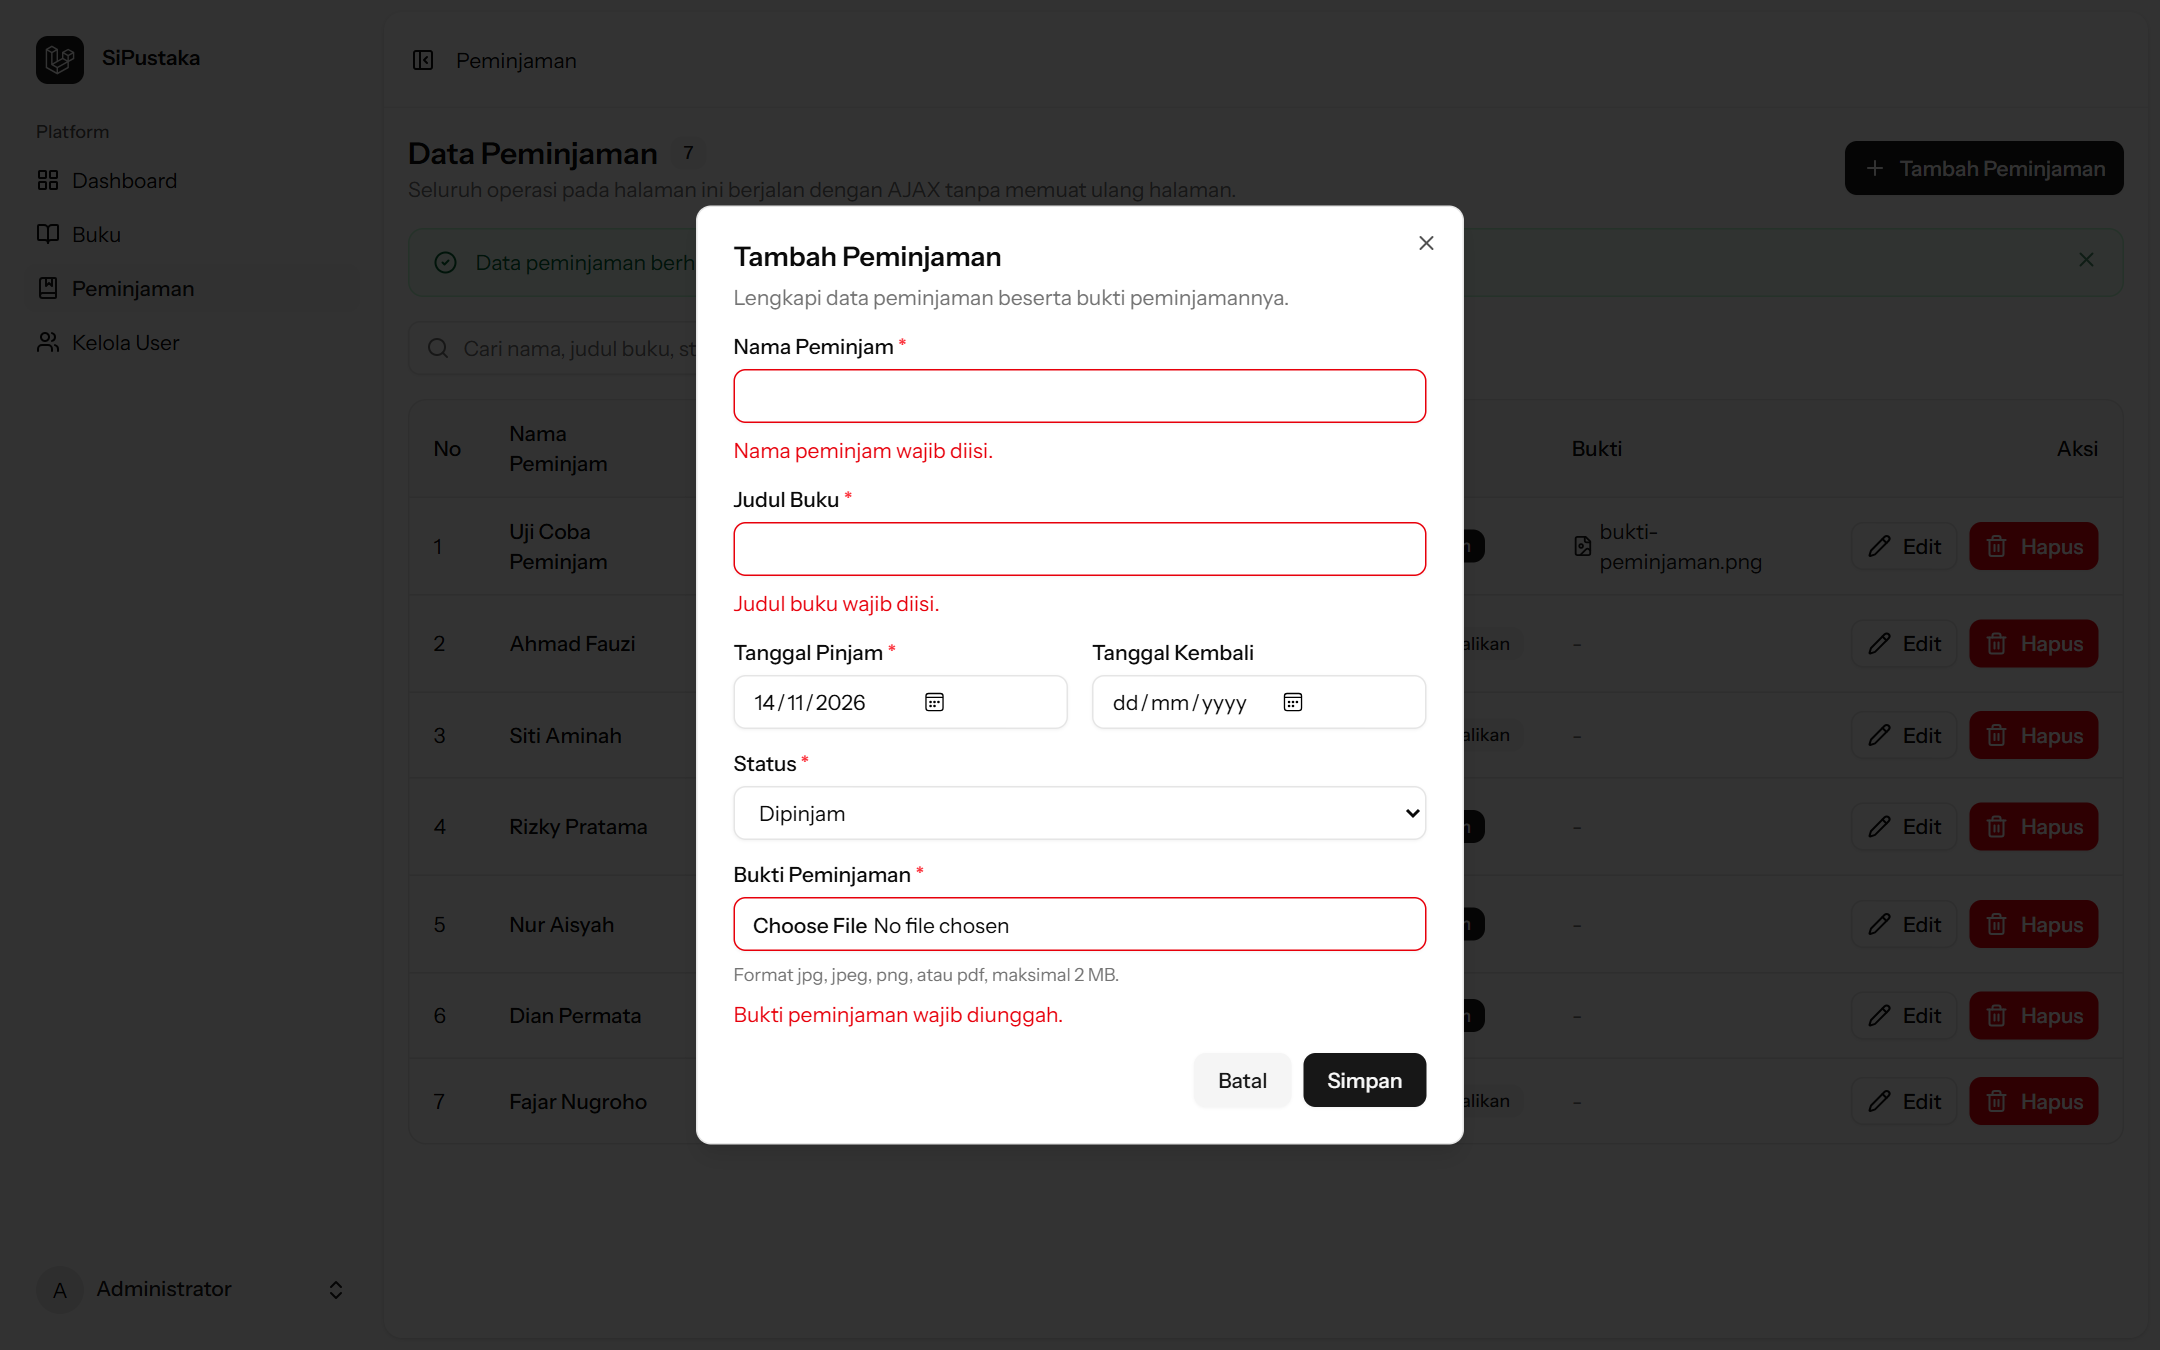 SiPustaka
Platform
Dashboard
Buku
Peminjaman
Kelola User
A Administrator
Peminjaman
Data Peminjaman 7
Seluruh operasi pada halaman ini berjalan dengan AJAX tanpa memuat ulang halaman.
+ Tambah Peminjaman
Data peminjaman berh
Cari nama, judul buku, st
No Nama Peminjam Bukti Aksi
1 Uji Coba Peminjam bukti-peminjaman.png Edit Hapus
2 Ahmad Fauzi alikan - Edit Hapus
3 Siti Aminah alikan - Edit Hapus
4 Rizky Pratama - Edit Hapus
5 Nur Aisyah - Edit Hapus
6 Dian Permata - Edit Hapus
7 Fajar Nugroho alikan - Edit Hapus
Tambah Peminjaman
Lengkapi data peminjaman beserta bukti peminjamannya.
Nama Peminjam *
Nama peminjam wajib diisi.
Judul Buku *
Judul buku wajib diisi.
Tanggal Pinjam * Tanggal Kembali
14/11/2026 dd/mm/yyyy
Status *
Dipinjam
Bukti Peminjaman *
Choose File No file chosen
Format jpg, jpeg, png, atau pdf, maksimal 2 MB.
Bukti peminjaman wajib diunggah.
Batal Simpan